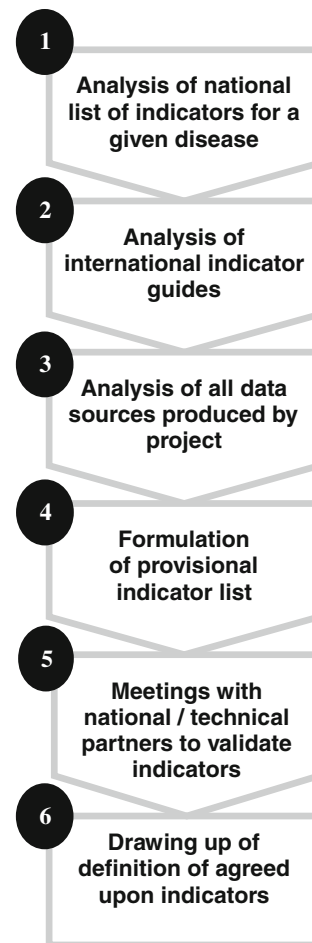 1
Analysis of national
list of indicators for a
given disease
2
Analysis of
international indicator
guides
3
Analysis of all data
sources produced by
project
4
Formulation
of provisional
indicator list
5
Meetings with
national / technical
partners to validate
indicators
6
Drawing up of
definition of agreed
upon indicators